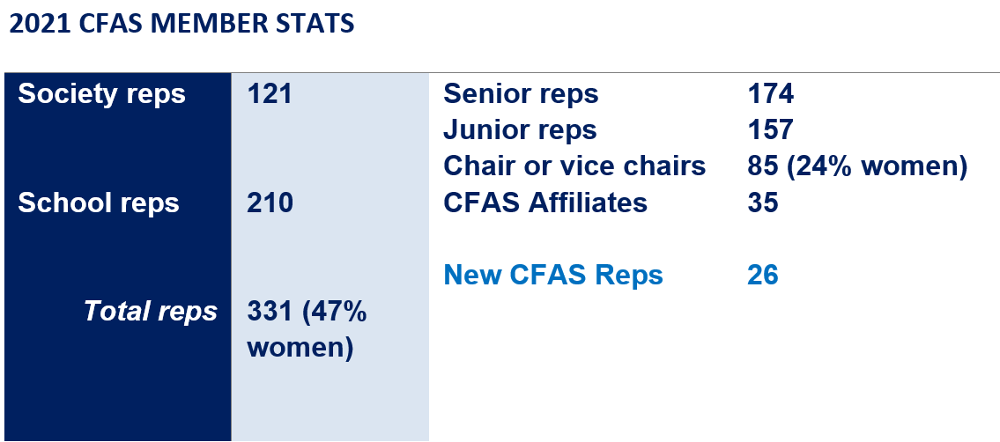 2021 CFAS MEMBER STATS
Society reps 121 Senior reps 174
Junior reps 157
Chair or vice chairs 85 (24% women)
School reps 210 CFAS Affiliates 35
New CFAS Reps 26
Total reps 331 (47%
women)